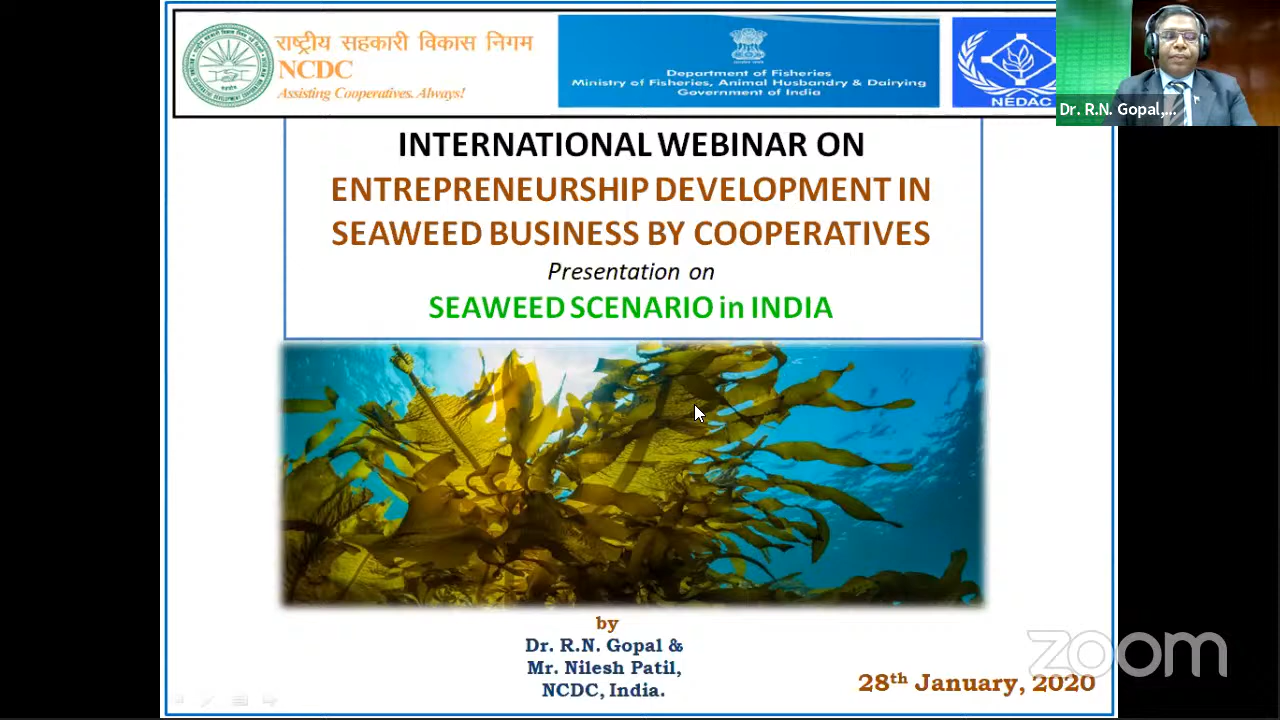 राष्ट्रीय सहकारी विकास निगम
NCDC
Assisting Cooperatives. Always!
Department of Fisheries
Ministry of Fisheries, Animal Husbandry & Dairying
Government of India
NEDAC
Dr. R.N. Gopal,...
INTERNATIONAL WEBINAR ON
ENTREPRENEURSHIP DEVELOPMENT IN
SEAWEED BUSINESS BY COOPERATIVES
Presentation on
SEAWEED SCENARIO in INDIA
by
Dr. R.N. Gopal &
Mr. Nilesh Patil,
NCDC, India.
28th January, 2020
zoom